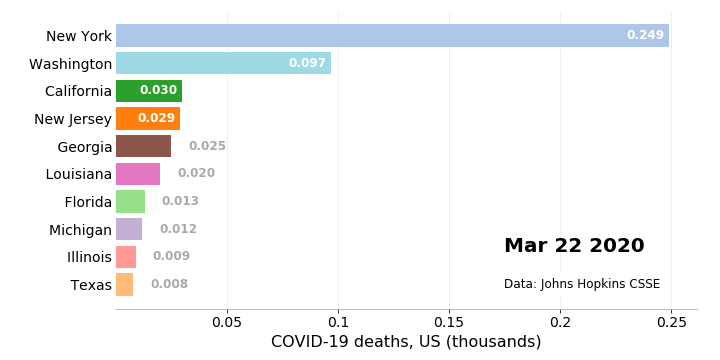 New York 0.249
Washington 0.097
California 0.030
New Jersey 0.029
Georgia 0.025
Louisiana 0.020
Florida 0.013
Michigan 0.012
Illinois 0.009
Texas 0.008
Mar 22 2020
Data: Johns Hopkins CSSE
0.05 0.1 0.15 0.2 0.25
COVID-19 deaths, US (thousands)